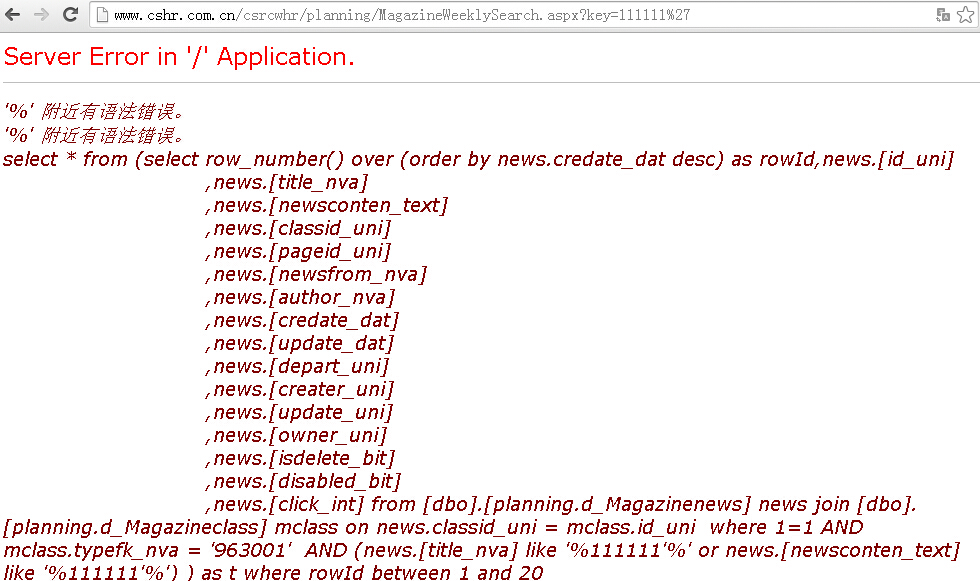 www.cshr.com.cn/csrcwhr/planning/MagazineWeeklySearch.aspx?key=111111%27
Server Error in '/' Application.
'%' 附近有语法错误。
'%' 附近有语法错误。
select * from (select row_number() over (order by news.credate_dat desc) as rowId,news.[id_uni]
,news.[title_nva]
,news.[newsconten_text]
,news.[classid_uni]
,news.[pageid_uni]
,news.[newsfrom_nva]
,news.[author_nva]
,news.[credate_dat]
,news.[update_dat]
,news.[depart_uni]
,news.[creater_uni]
,news.[update_uni]
,news.[owner_uni]
,news.[isdelete_bit]
,news.[disabled_bit]
,news.[click_int] from [dbo].[planning.d_Magazinenews] news join [dbo].
[planning.d_Magazineclass] mclass on news.classid_uni = mclass.id_uni where 1=1 AND
mclass.typefk_nva = '963001' AND (news.[title_nva] like '%111111'%' or news.[newsconten_text]
like '%111111'%') ) as t where rowId between 1 and 20